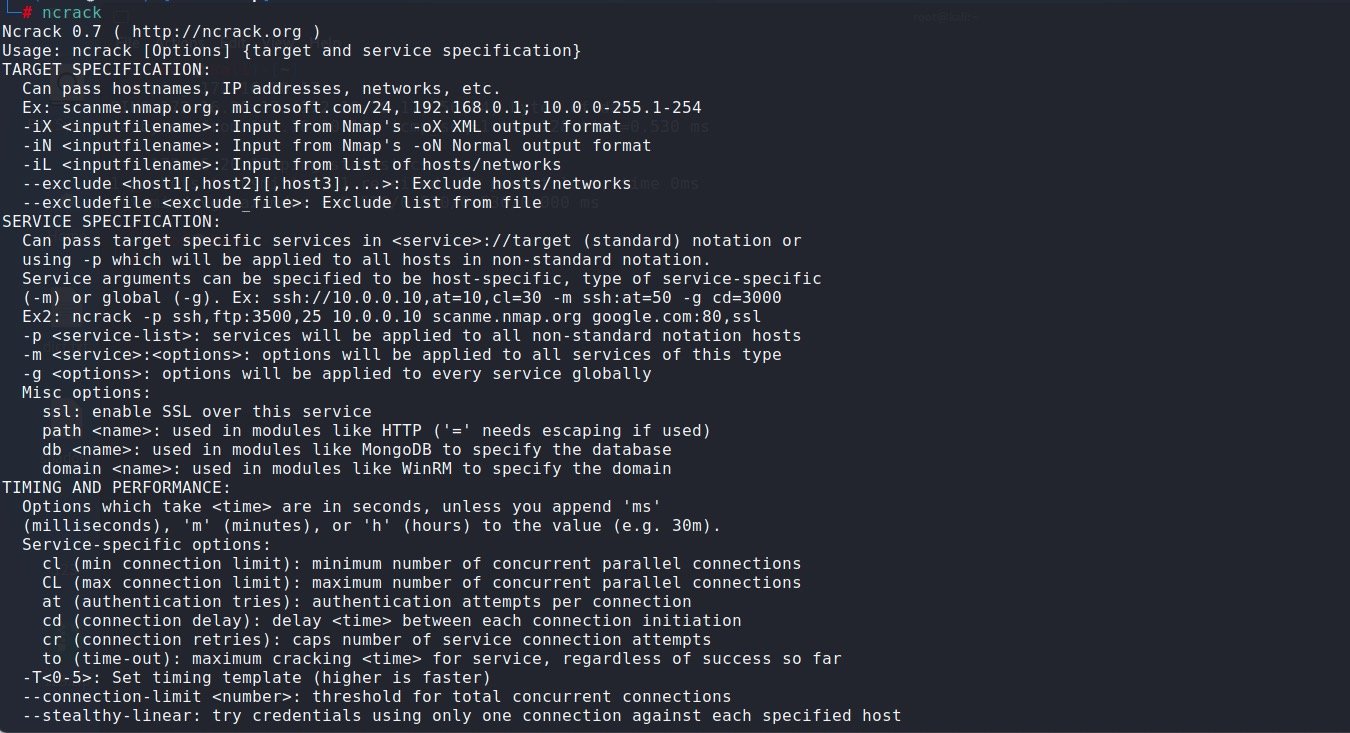 # ncrack
Ncrack 0.7 ( http://ncrack.org )
Usage: ncrack [Options] {target and service specification}
TARGET SPECIFICATION:
  Can pass hostnames, IP addresses, networks, etc.
  Ex: scanme.nmap.org, microsoft.com/24, 192.168.0.1; 10.0.0-255.1-254
  -iX <inputfilename>: Input from Nmap's -oX XML output format
  -iN <inputfilename>: Input from Nmap's -oN Normal output format
  -iL <inputfilename>: Input from list of hosts/networks
  --exclude <host1[,host2][,host3],...>: Exclude hosts/networks
  --excludefile <exclude_file>: Exclude list from file
SERVICE SPECIFICATION:
  Can pass target specific services in <service>://target (standard) notation or
  using -p which will be applied to all hosts in non-standard notation.
  Service arguments can be specified to be host-specific, type of service-specific
  (-m) or global (-g). Ex: ssh://10.0.0.10,at=10,cl=30 -m ssh:at=50 -g cd=3000
  Ex2: ncrack -p ssh,ftp:3500,25 10.0.0.10 scanme.nmap.org google.com:80,ssl
  -p <service-list>: services will be applied to all non-standard notation hosts
  -m <service>:<options>: options will be applied to all services of this type
  -g <options>: options will be applied to every service globally
  Misc options:
    ssl: enable SSL over this service
    path <name>: used in modules like HTTP ('=' needs escaping if used)
    db <name>: used in modules like MongoDB to specify the database
    domain <name>: used in modules like WinRM to specify the domain
TIMING AND PERFORMANCE:
  Options which take <time> are in seconds, unless you append 'ms'
  (milliseconds), 'm' (minutes), or 'h' (hours) to the value (e.g. 30m).
  Service-specific options:
    cl (min connection limit): minimum number of concurrent parallel connections
    CL (max connection limit): maximum number of concurrent parallel connections
    at (authentication tries): authentication attempts per connection
    cd (connection delay): delay <time> between each connection initiation
    cr (connection retries): caps number of service connection attempts
    to (time-out): maximum cracking <time> for service, regardless of success so far
  -T<0-5>: Set timing template (higher is faster)
  --connection-limit <number>: threshold for total concurrent connections
  --stealthy-linear: try credentials using only one connection against each specified host